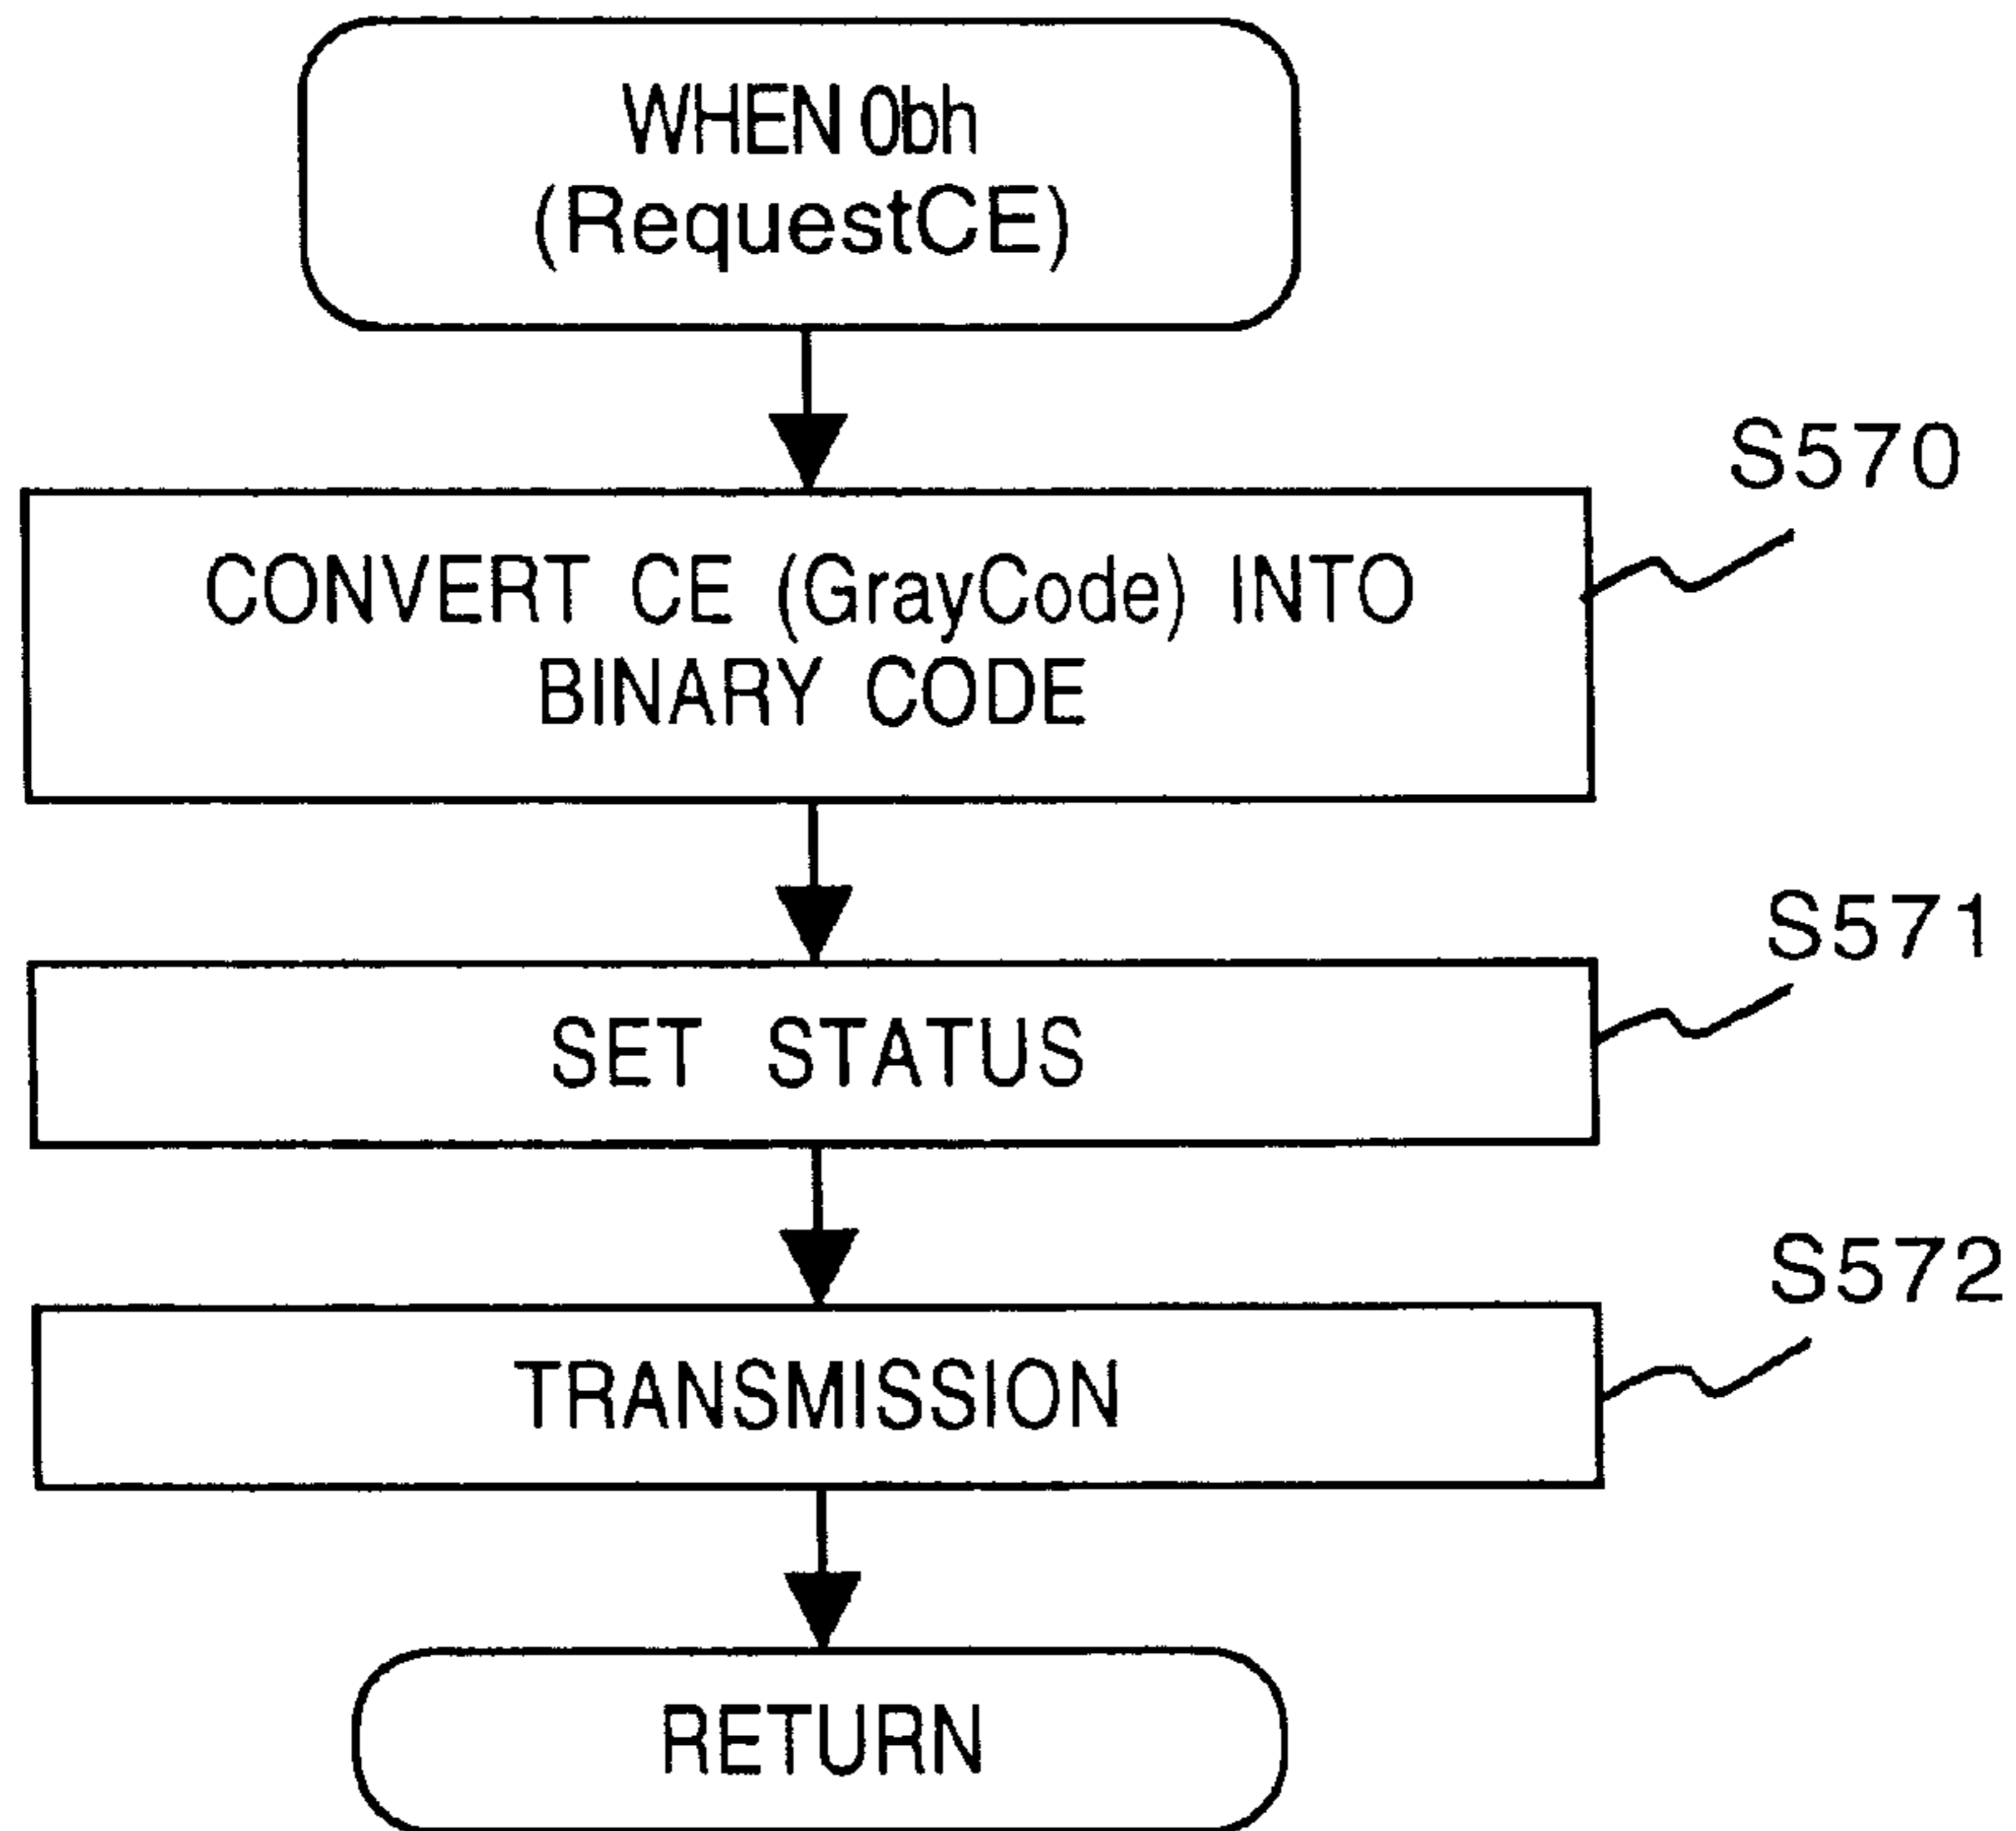 WHEN 0bh
(RequestCE)
S570
CONVERT CE (GrayCode) INTO
BINARY CODE
S571
SET STATUS
S572
TRANSMISSION
RETURN